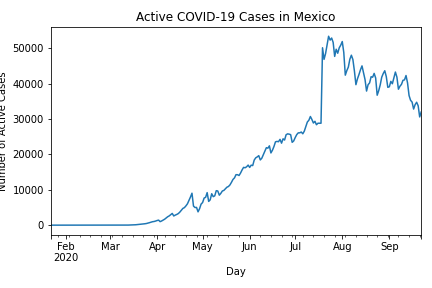 Active COVID-19 Cases in Mexico
Number of Active Cases
50000
40000
30000
20000
10000
0
Feb Mar Apr May Jun Jul Aug Sep
2020
Day